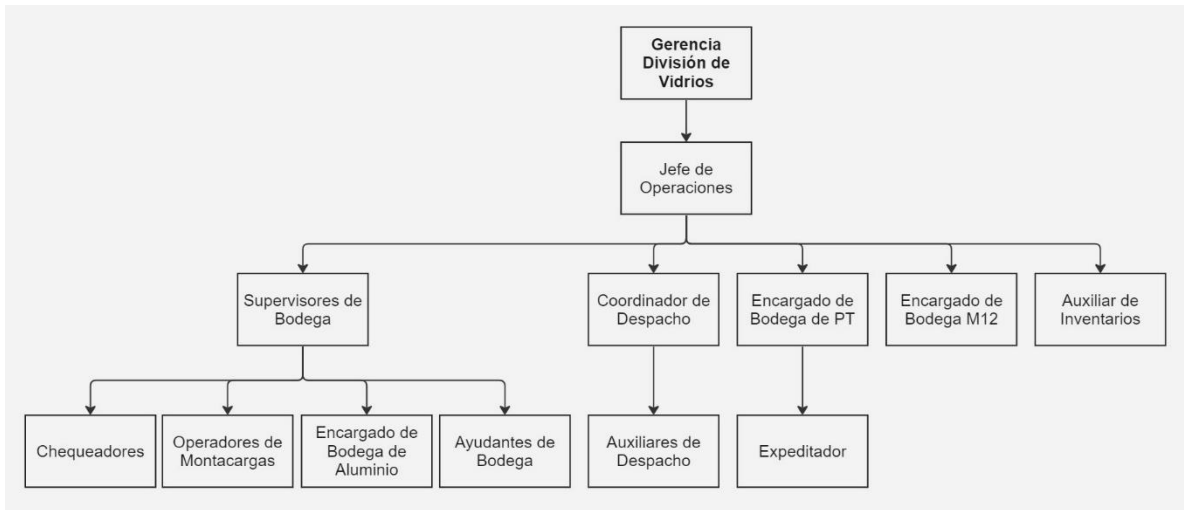 Gerencia
División de
Vidrios
Jefe de
Operaciones
Supervisores de
Bodega
Coordinador de
Despacho
Encargado de
Bodega de PT
Encargado de
Bodega M12
Auxiliar de
Inventarios
Chequeadores
Operadores de
Montacargas
Encargado de
Bodega de
Aluminio
Ayudantes de
Bodega
Auxiliares de
Despacho
Expeditador